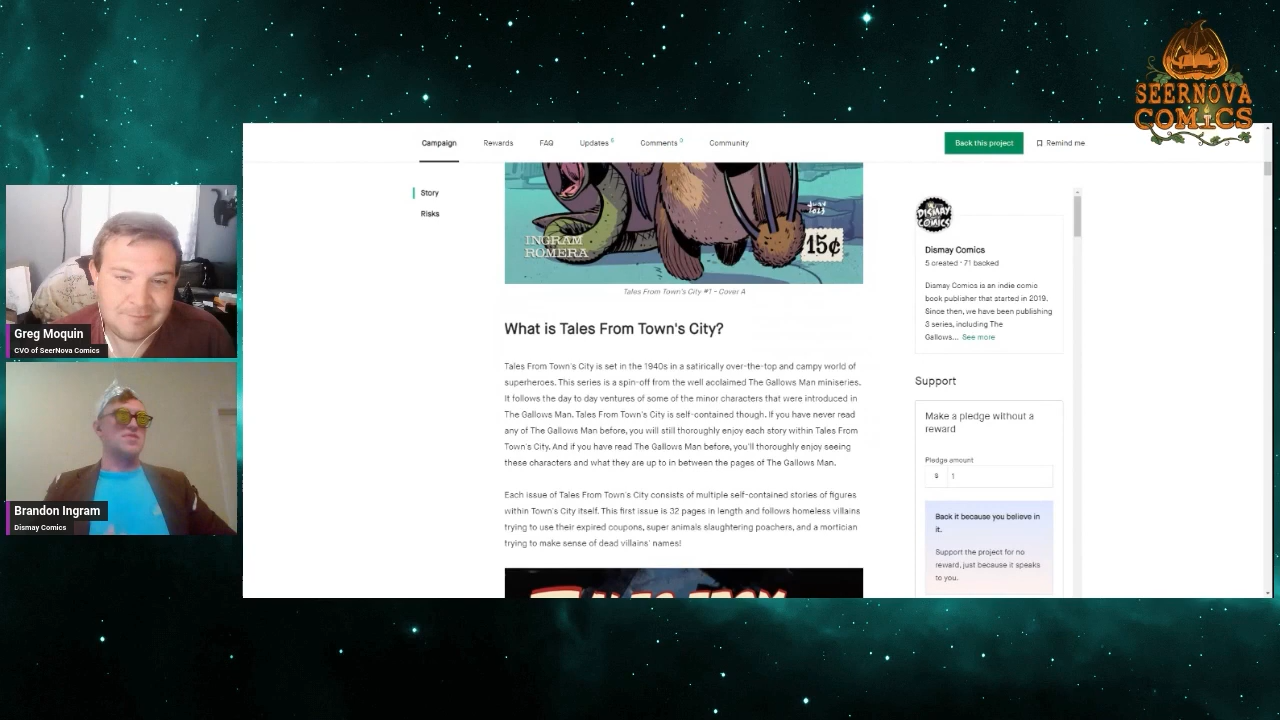 SEERNOVA
COMICS
Campaign
Rewards
FAQ
Updates 6
Comments 0
Community
Back this project
Remind me
Story
Risks
INGRAM
ROMERA
JUNE
2023
15¢
Tales From Town's City #1 - Cover A
DISMAY
COMICS
Dismay Comics
5 created · 71 backed
Dismay Comics is an indie comic
book publisher that started in 2019.
Since then, we have been publishing
3 series, including The
Gallows... See more
What is Tales From Town's City?
Tales From Town's City is set in the 1940s in a satirically over-the-top and campy world of
superheroes. This series is a spin-off from the well acclaimed The Gallows Man miniseries.
It follows the day to day ventures of some of the minor characters that were introduced in
The Gallows Man. Tales From Town's City is self-contained though. If you have never read
any of The Gallows Man before, you will still thoroughly enjoy each story within Tales From
Town's City. And if you have read The Gallows Man before, you'll thoroughly enjoy seeing
these characters and what they are up to in between the pages of The Gallows Man.
Each issue of Tales From Town's City consists of multiple self-contained stories of figures
within Town's City itself. This first issue is 32 pages in length and follows homeless villains
trying to use their expired coupons, super animals slaughtering poachers, and a mortician
trying to make sense of dead villains' names!
TALES FROM
Support
Make a pledge without a
reward
Pledge amount
$ 1
Back it because you believe in
it.
Support the project for no
reward, just because it speaks
to you.
Greg Moquin
CVO of SeerNova Comics
Brandon Ingram
Dismay Comics